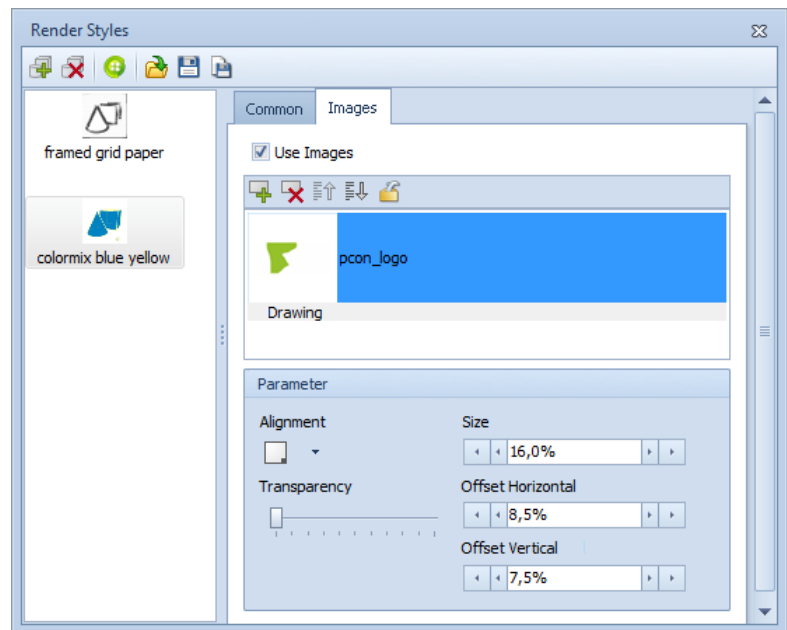 Render Styles
Common Images
framed grid paper
Use Images
colormix blue yellow
pcon_logo
Drawing
Parameter
Alignment Size
16,0%
Transparency Offset Horizontal
8,5%
Offset Vertical
7,5%